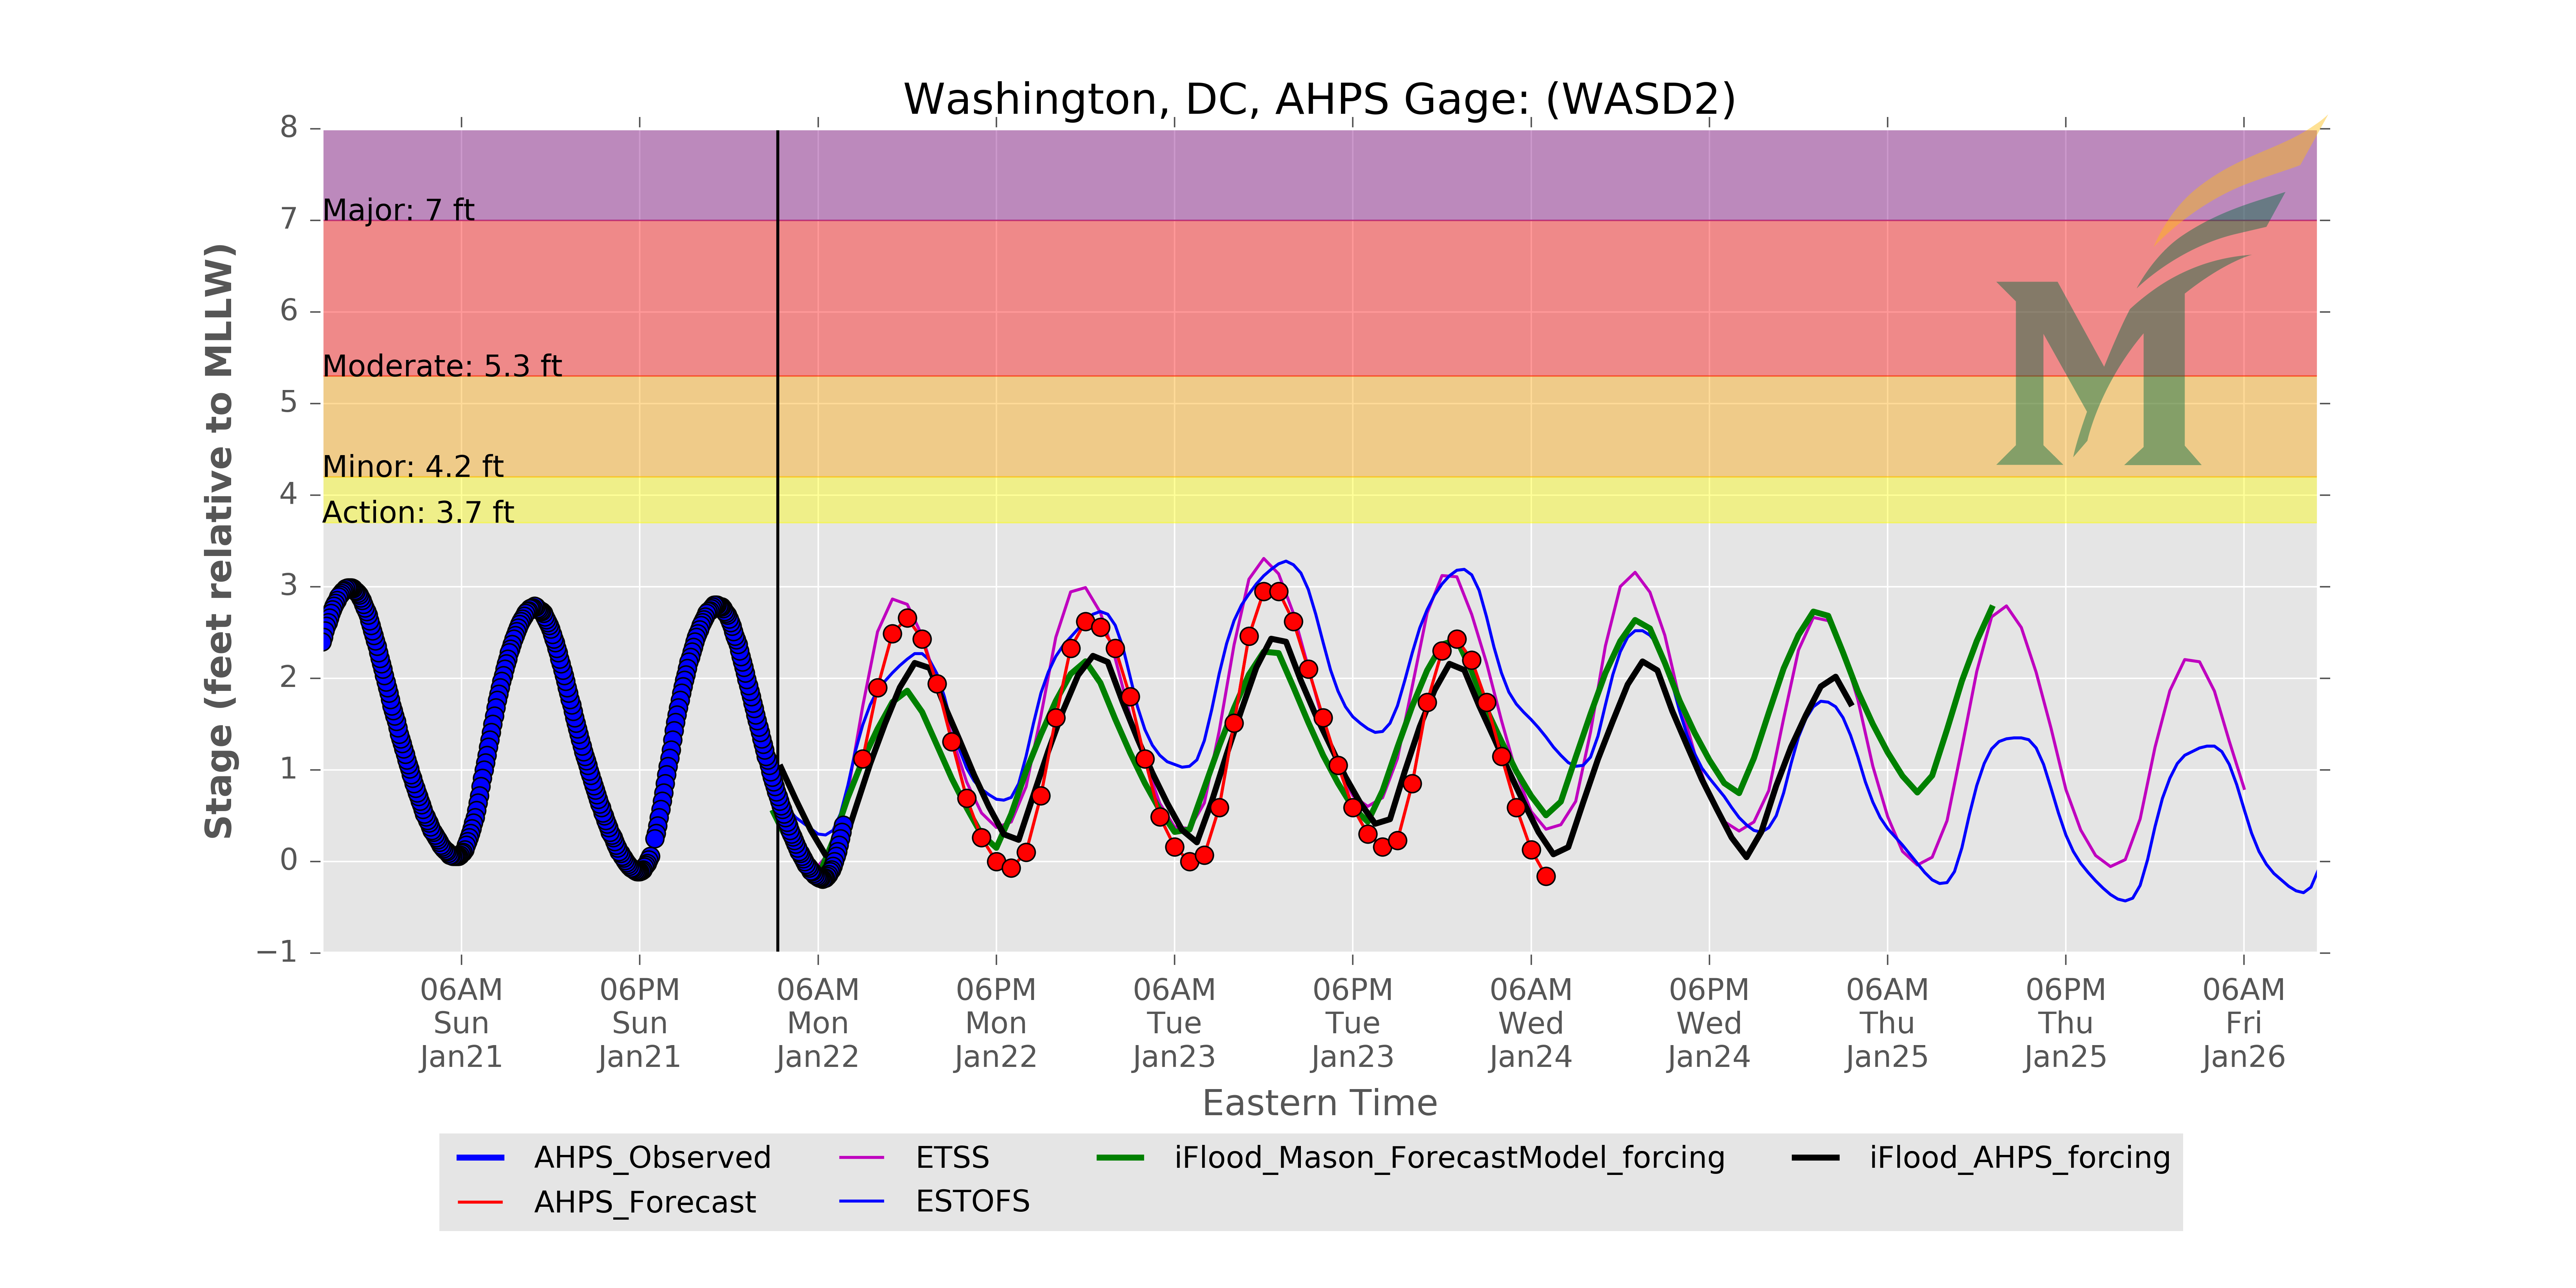 Washington, DC, AHPS Gage: (WASD2)
Stage (feet relative to MLLW)
8
7
6
5
4
3
2
1
0
−1
Major: 7 ft
Moderate: 5.3 ft
Minor: 4.2 ft
Action: 3.7 ft
06AM 06PM 06AM 06PM 06AM 06PM 06AM 06PM 06AM 06PM 06AM
Sun Sun Mon Mon Tue Tue Wed Wed Thu Thu Fri
Jan21 Jan21 Jan22 Jan22 Jan23 Jan23 Jan24 Jan24 Jan25 Jan25 Jan26
Eastern Time
AHPS_Observed ETSS iFlood_Mason_ForecastModel_forcing iFlood_AHPS_forcing
AHPS_Forecast ESTOFS
M